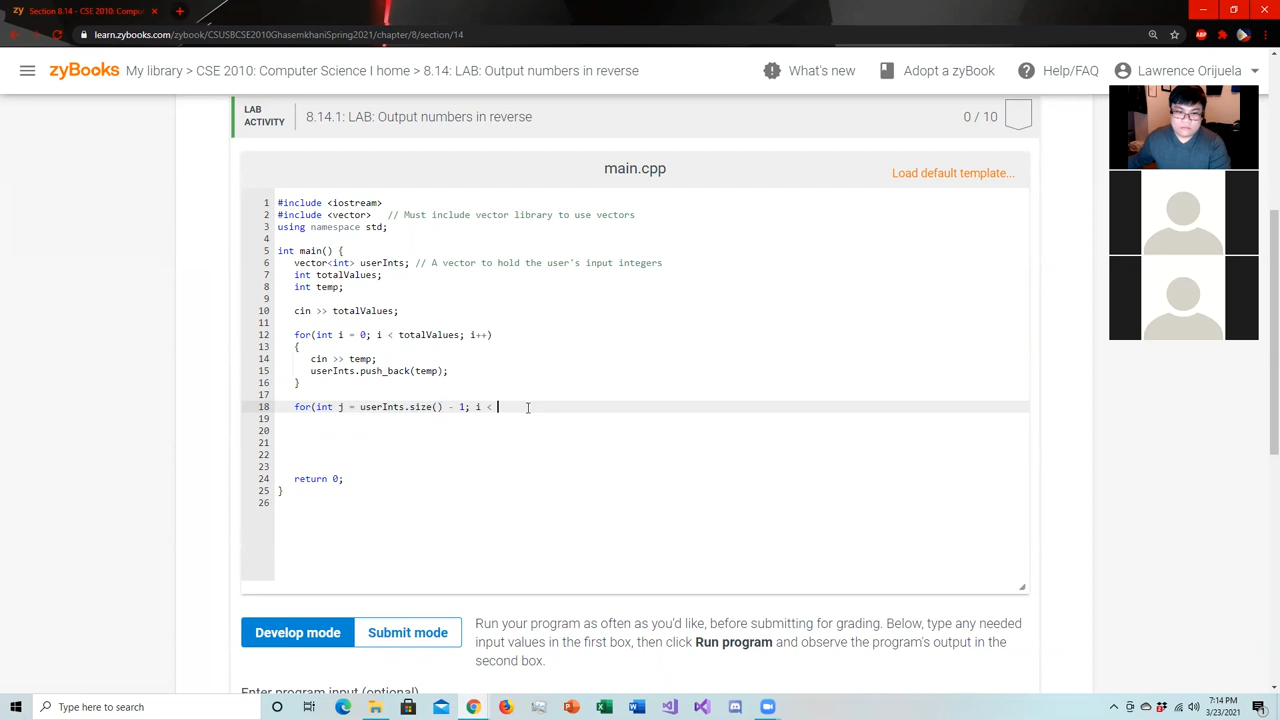 zy Section 8.14 - CSE 2010: Compu
learn.zybooks.com/zybook/CSUSBCSE2010GhasemkhaniSpring2021/chapter/8/section/14
ABP
zyBooks My library > CSE 2010: Computer Science I home > 8.14: LAB: Output numbers in reverse
What's new
Adopt a zyBook
Help/FAQ
Lawrence Orijuela
LAB ACTIVITY
8.14.1: LAB: Output numbers in reverse
0 / 10
main.cpp
Load default template...
1 #include <iostream>
2 #include <vector>   // Must include vector library to use vectors
3 using namespace std;
4
5 int main() {
6    vector<int> userInts; // A vector to hold the user's input integers
7    int totalValues;
8    int temp;
9
10    cin >> totalValues;
11
12    for(int i = 0; i < totalValues; i++)
13    {
14       cin >> temp;
15       userInts.push_back(temp);
16    }
17
18    for(int j = userInts.size() - 1; i <
19
20
21
22
23
24    return 0;
25 }
26
Develop mode
Submit mode
Run your program as often as you'd like, before submitting for grading. Below, type any needed
input values in the first box, then click Run program and observe the program's output in the
second box.
Enter program input (optional)
Type here to search
7:14 PM
3/23/2021